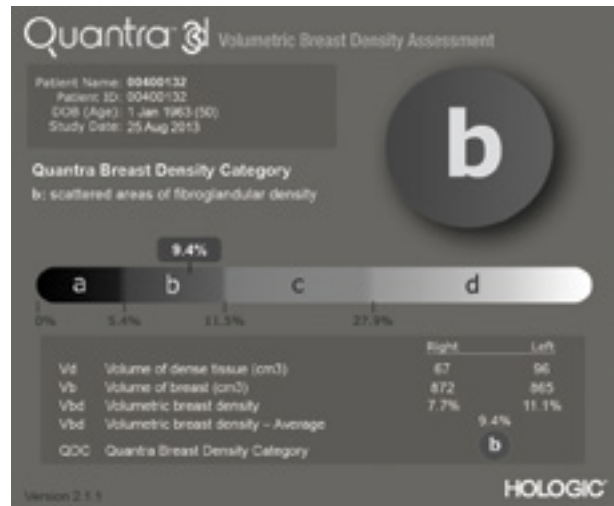 Quantra 3d Volumetric Breast Density Assessment
Patient Name: 00400132
Patient ID: 00400132
DOB (Age): 1 Jan 1963 (50)
Study Date: 25 Aug 2013
b
Quantra Breast Density Category
b: scattered areas of fibroglandular density
9.4%
a b c d
0% 5.4% 11.5% 27.9%
Right Left
Vd Volume of dense tissue (cm3) 67 96
Vb Volume of breast (cm3) 872 865
Vbd Volumetric breast density 7.7% 11.1%
Vbd Volumetric breast density – Average 9.4%
QDC Quantra Breast Density Category b
Version 2.1.1
HOLOGIC